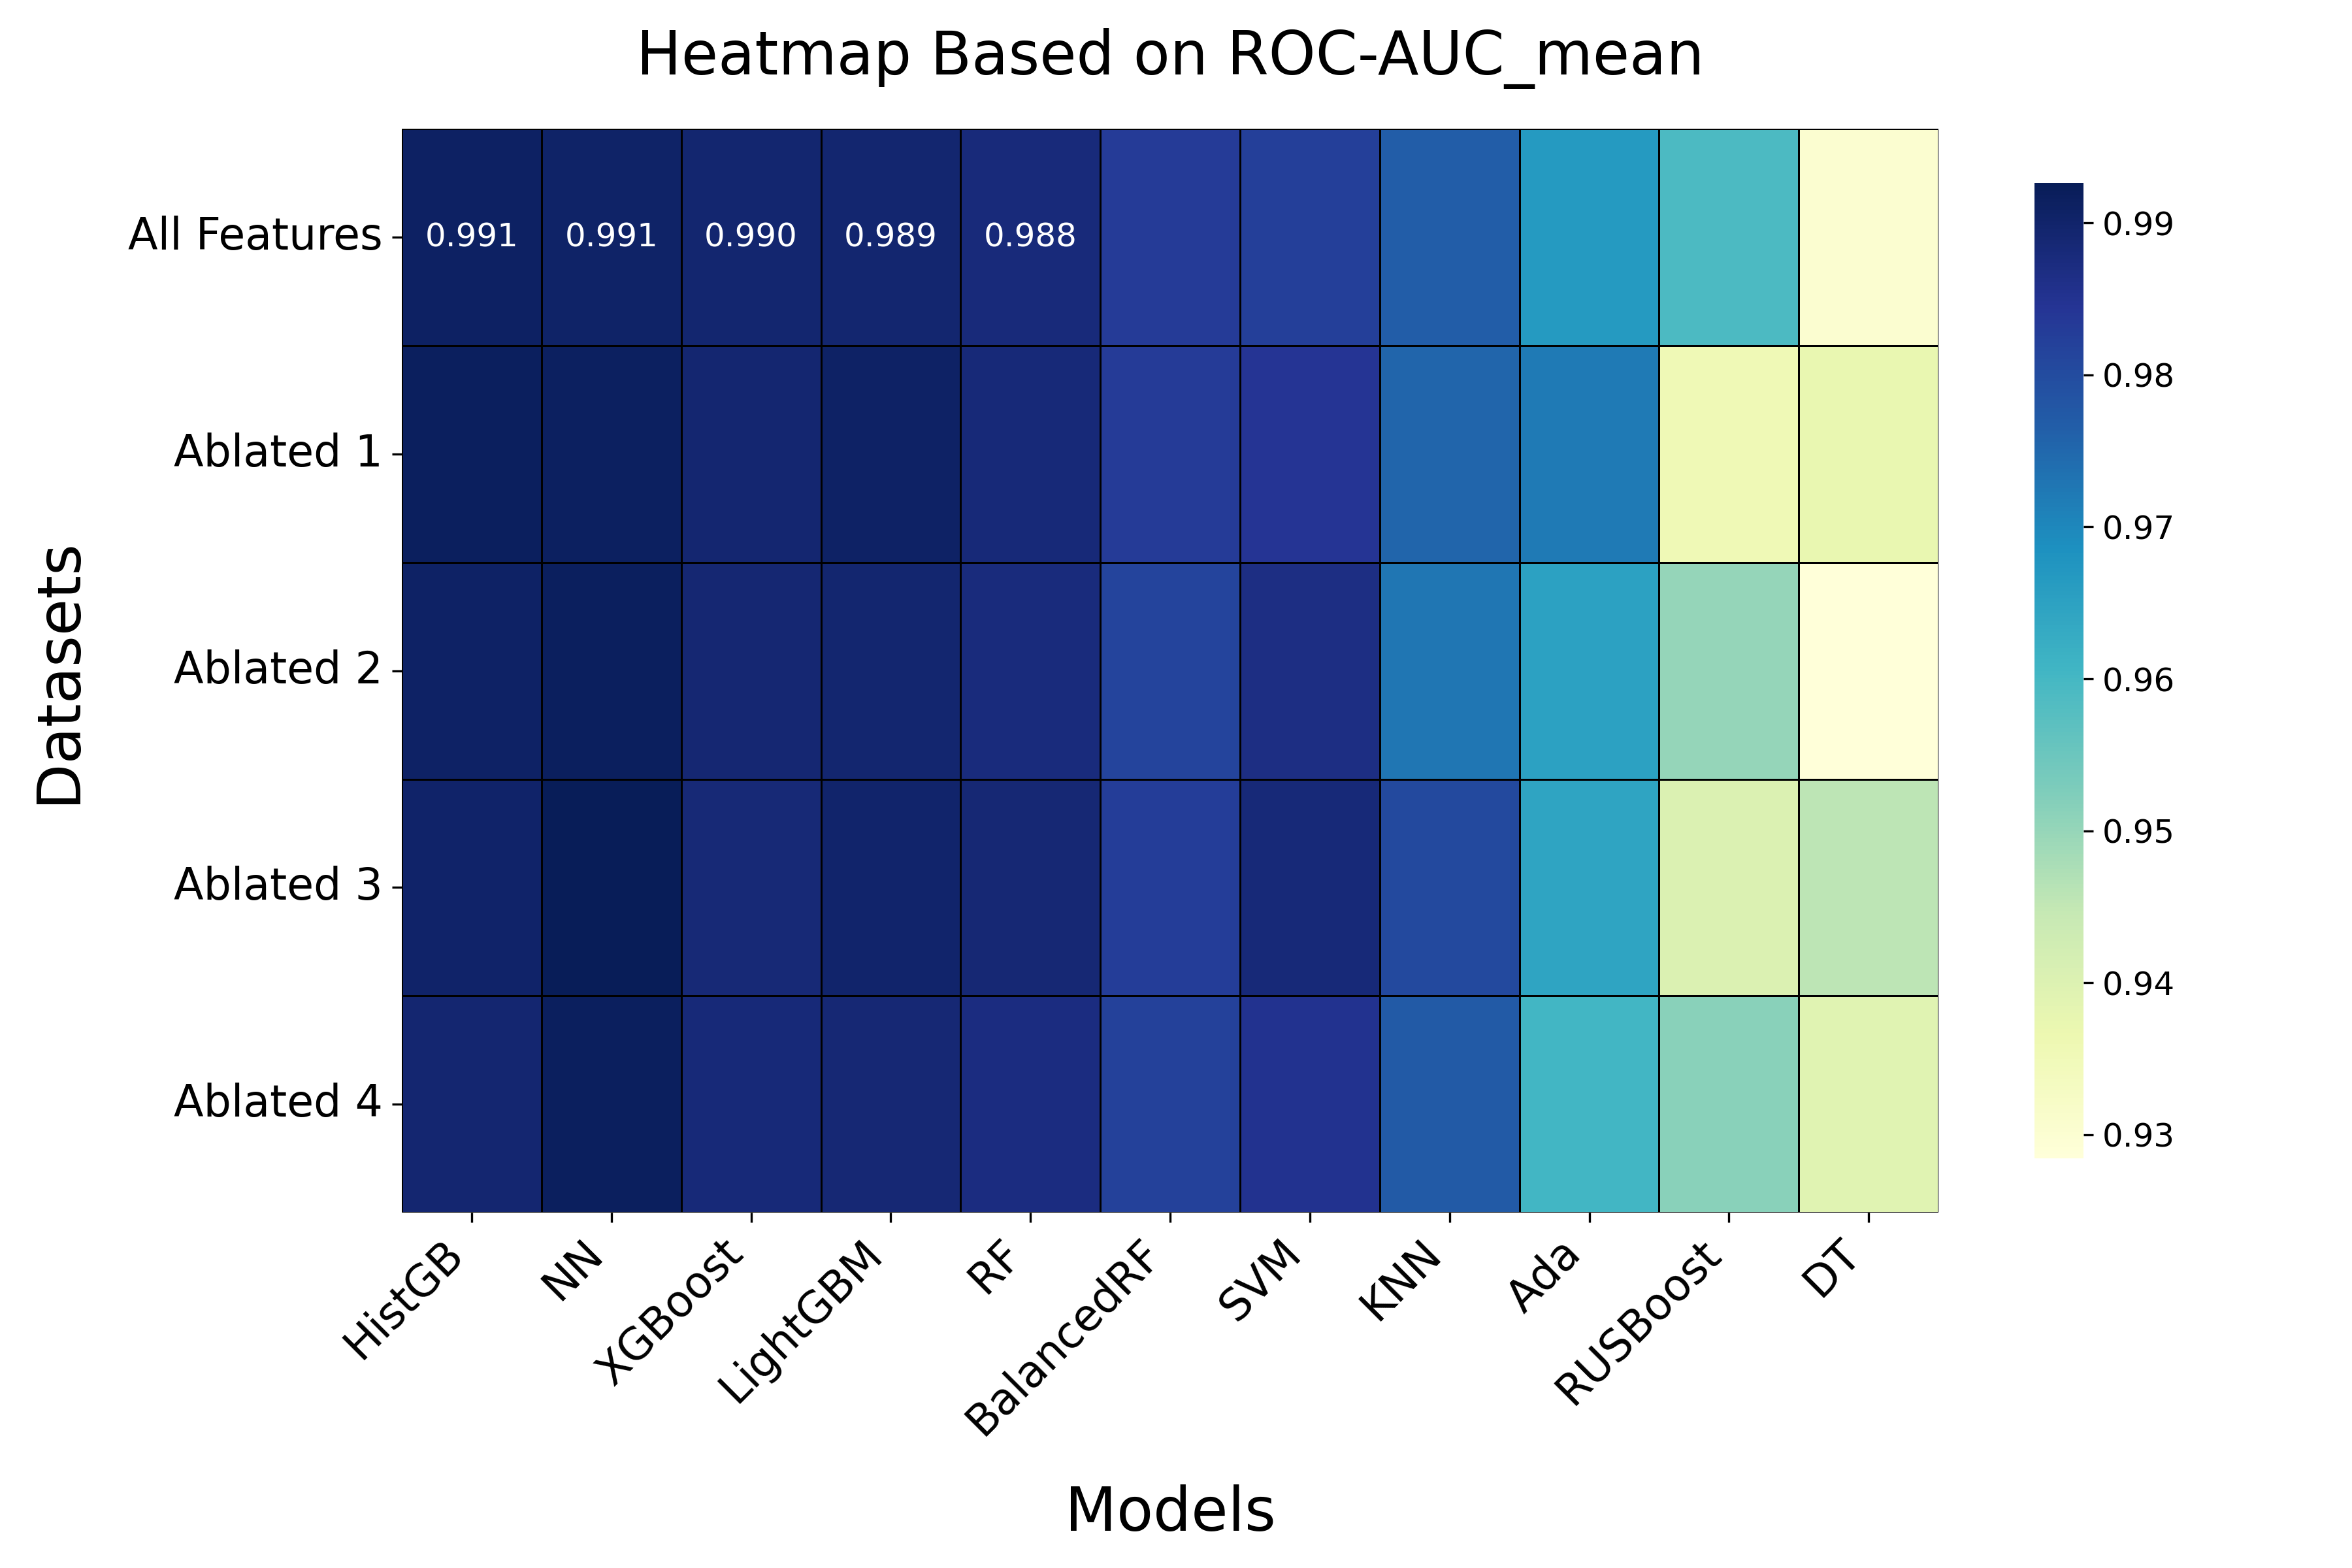 Heatmap Based on ROC-AUC_mean
All Features
0.991 0.991 0.990 0.989 0.988
Ablated 1
Ablated 2
Ablated 3
Ablated 4
Datasets
HistGB
NN
XGBoost
LightGBM
RF
BalancedRF
SVM
KNN
Ada
RUSBoost
DT
Models
0.99
0.98
0.97
0.96
0.95
0.94
0.93